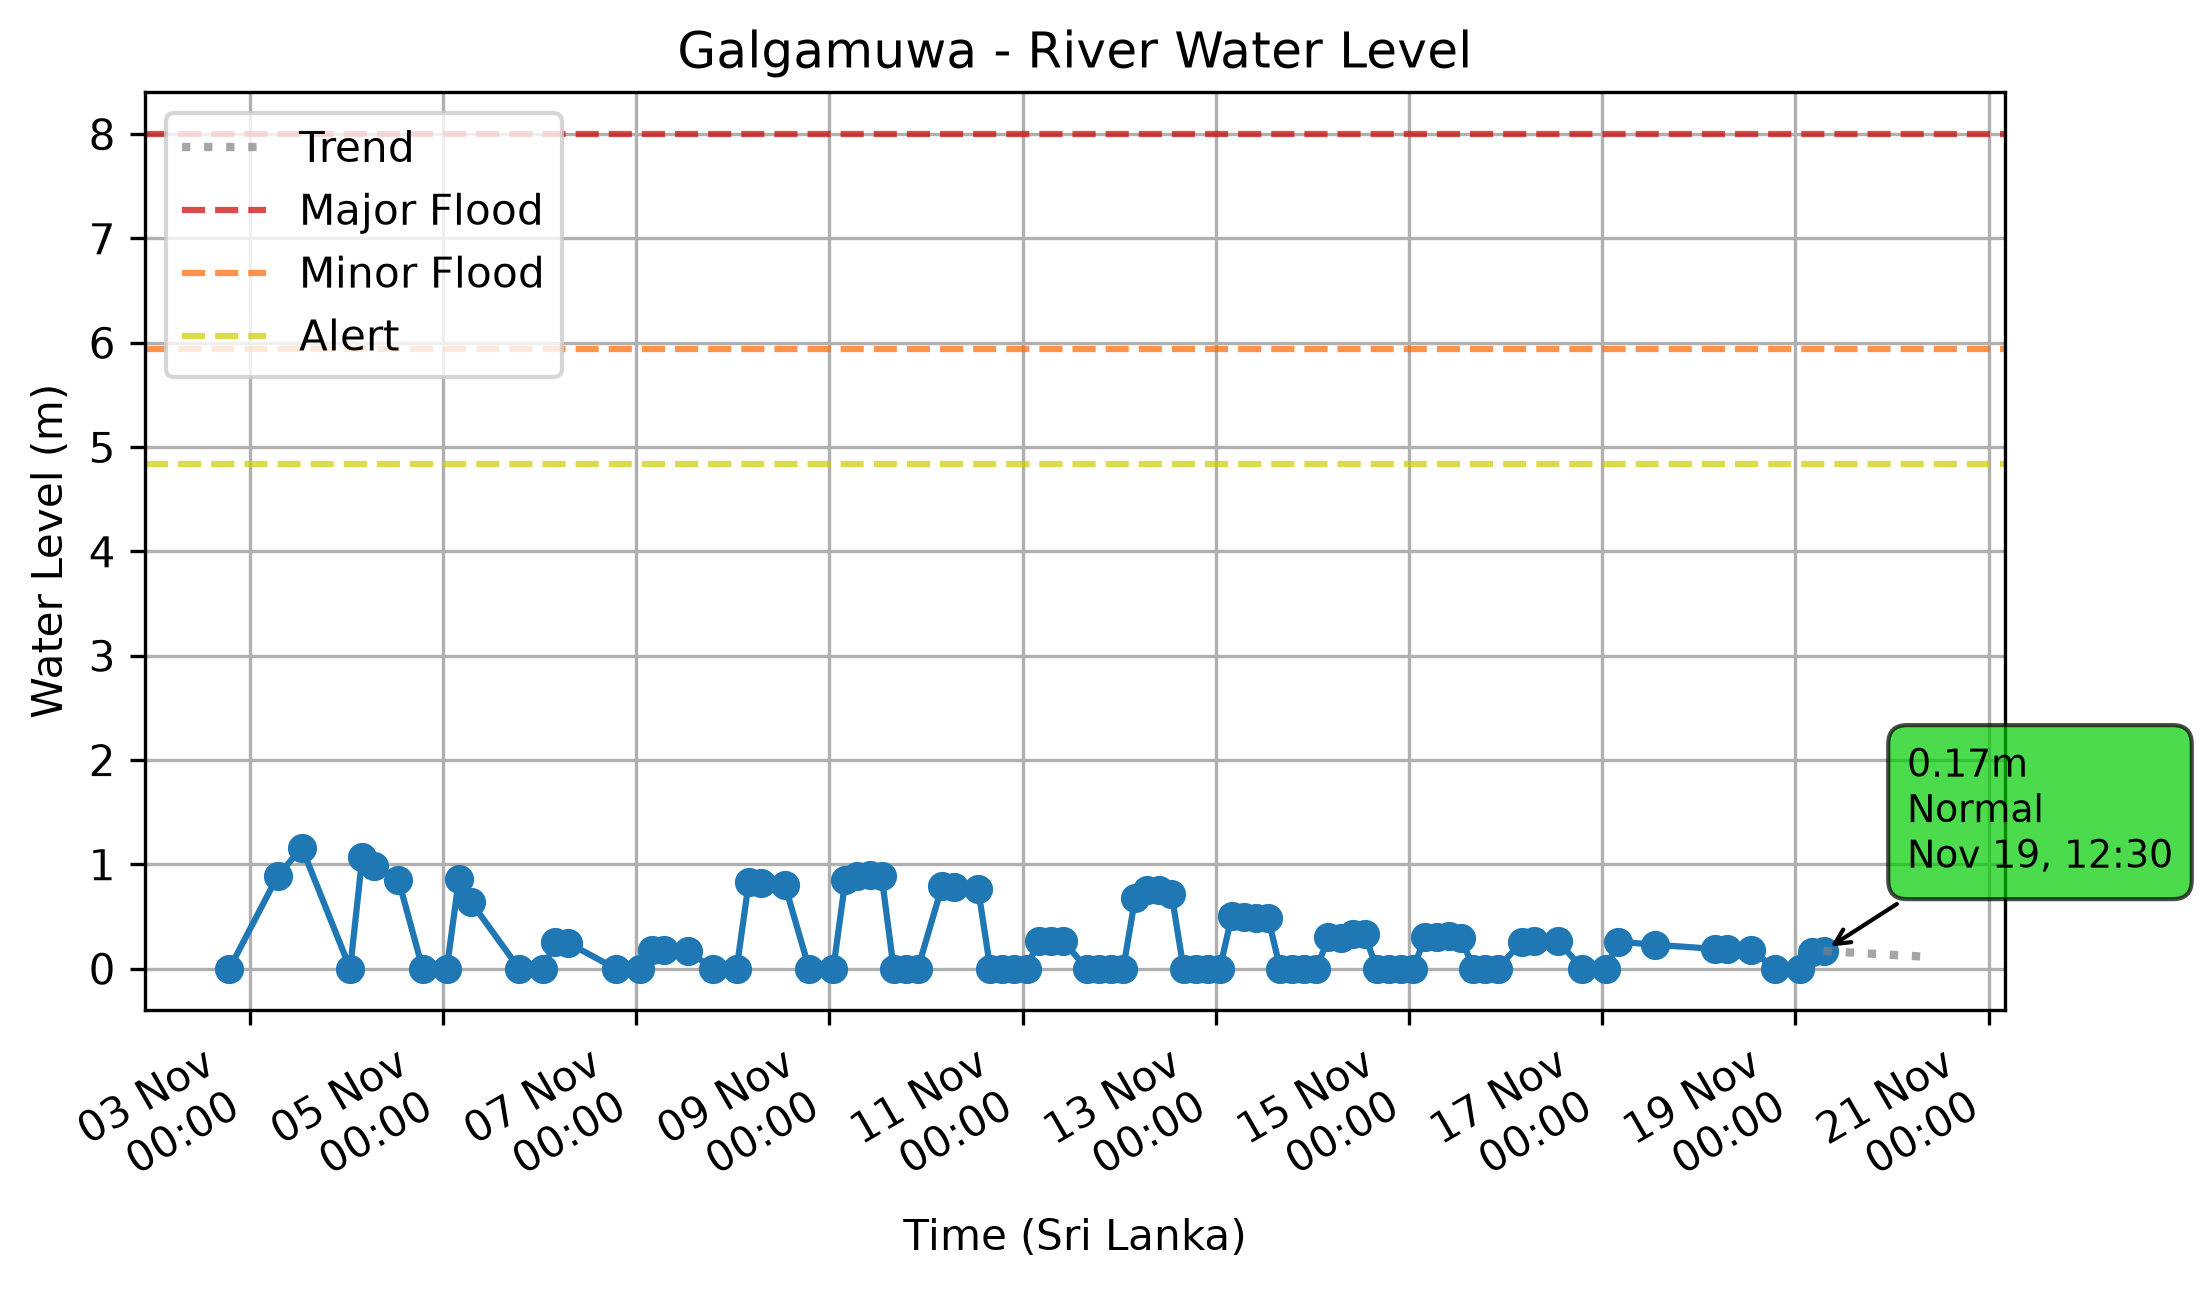 Galgamuwa - River Water Level
Trend
Major Flood
Minor Flood
Alert
Water Level (m)
8
7
6
5
4
3
2
1
0
0.17m
Normal
Nov 19, 12:30
03 Nov
00:00
05 Nov
00:00
07 Nov
00:00
09 Nov
00:00
11 Nov
00:00
13 Nov
00:00
15 Nov
00:00
17 Nov
00:00
19 Nov
00:00
21 Nov
00:00
Time (Sri Lanka)